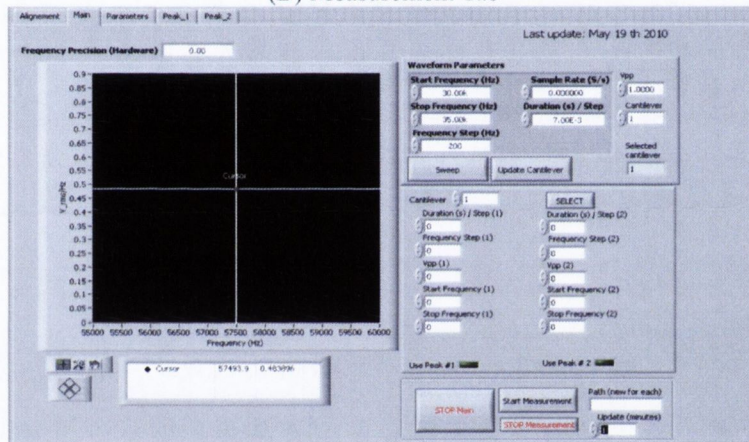 Alignment Main Parameters Peak_1 Peak_2
Last update: May 19 th 2010
Frequency Precision (Hardware) 0.00
Waveform Parameters
Start Frequency (Hz) Sample Rate (S/s) Vpp
30.00k 0.000000 1.0000
Stop Frequency (Hz) Duration (s) / Step Cantilever
35.00k 7.00E-3 1
Frequency Step (Hz)
200
Selected cantilever
1
Sweep Update Cantilever
0.9
0.85
0.8
0.75
0.7
0.65
0.6
0.55
0.5
0.45
0.4
0.35
0.3
0.25
0.2
0.15
0.1
0.05
0
Cursor
55000 55500 56000 56500 57000 57500 58000 58500 59000 59500 60000
Frequency (Hz)
Cursor 57493.9 0.483896
Cantilever 1 SELECT
Duration (s) / Step (1) Duration (s) / Step (2)
0 0
Frequency Step (1) Frequency Step (2)
0 0
Vpp (1) Vpp (2)
0 0
Start Frequency (1) Start Frequency (2)
0 0
Stop Frequency (1) Stop Frequency (2)
0 0
Use Peak #1 Use Peak # 2
STOP Main Start Measurement Path (new for each)
STOP Measurement Update (minutes)